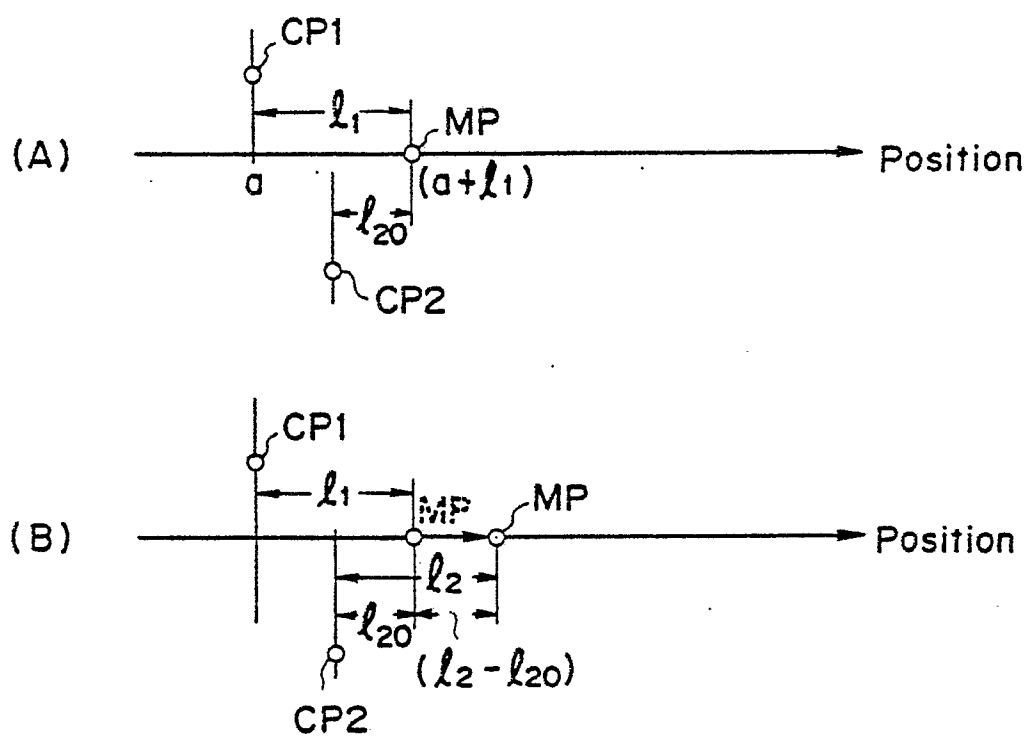 CP1
ℓ1
MP
(A)
Position
a
(a+ℓ1)
ℓ20
CP2
CP1
ℓ1
MP
MP
(B)
Position
ℓ2
ℓ20
(ℓ2-ℓ20)
CP2